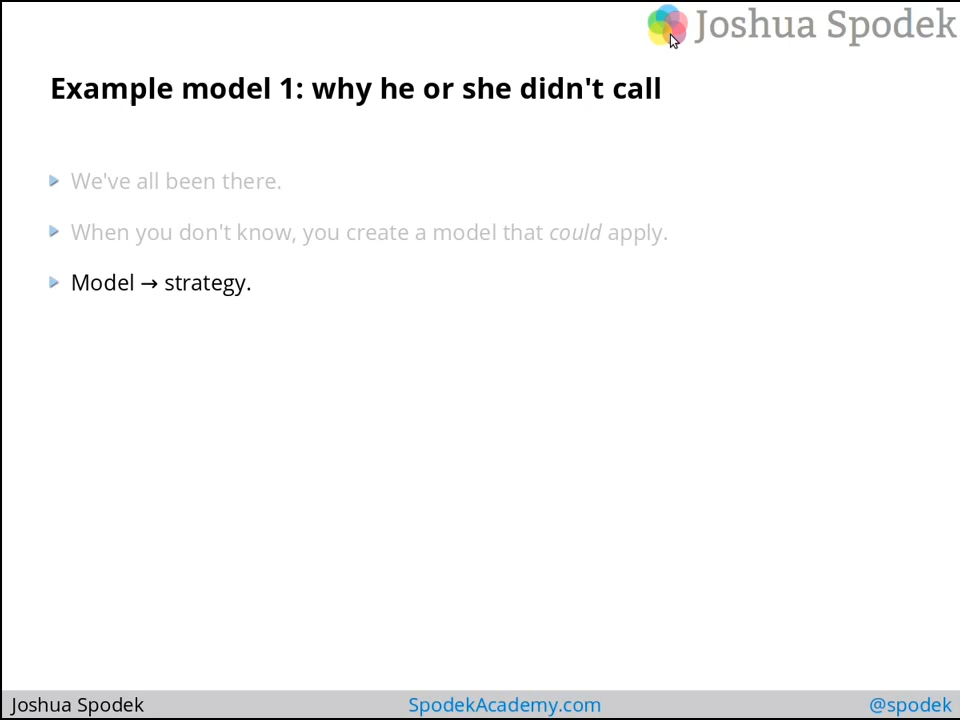 Joshua Spodek
Example model 1: why he or she didn't call
We've all been there.
When you don't know, you create a model that could apply.
Model → strategy.
Joshua Spodek SpodekAcademy.com @spodek